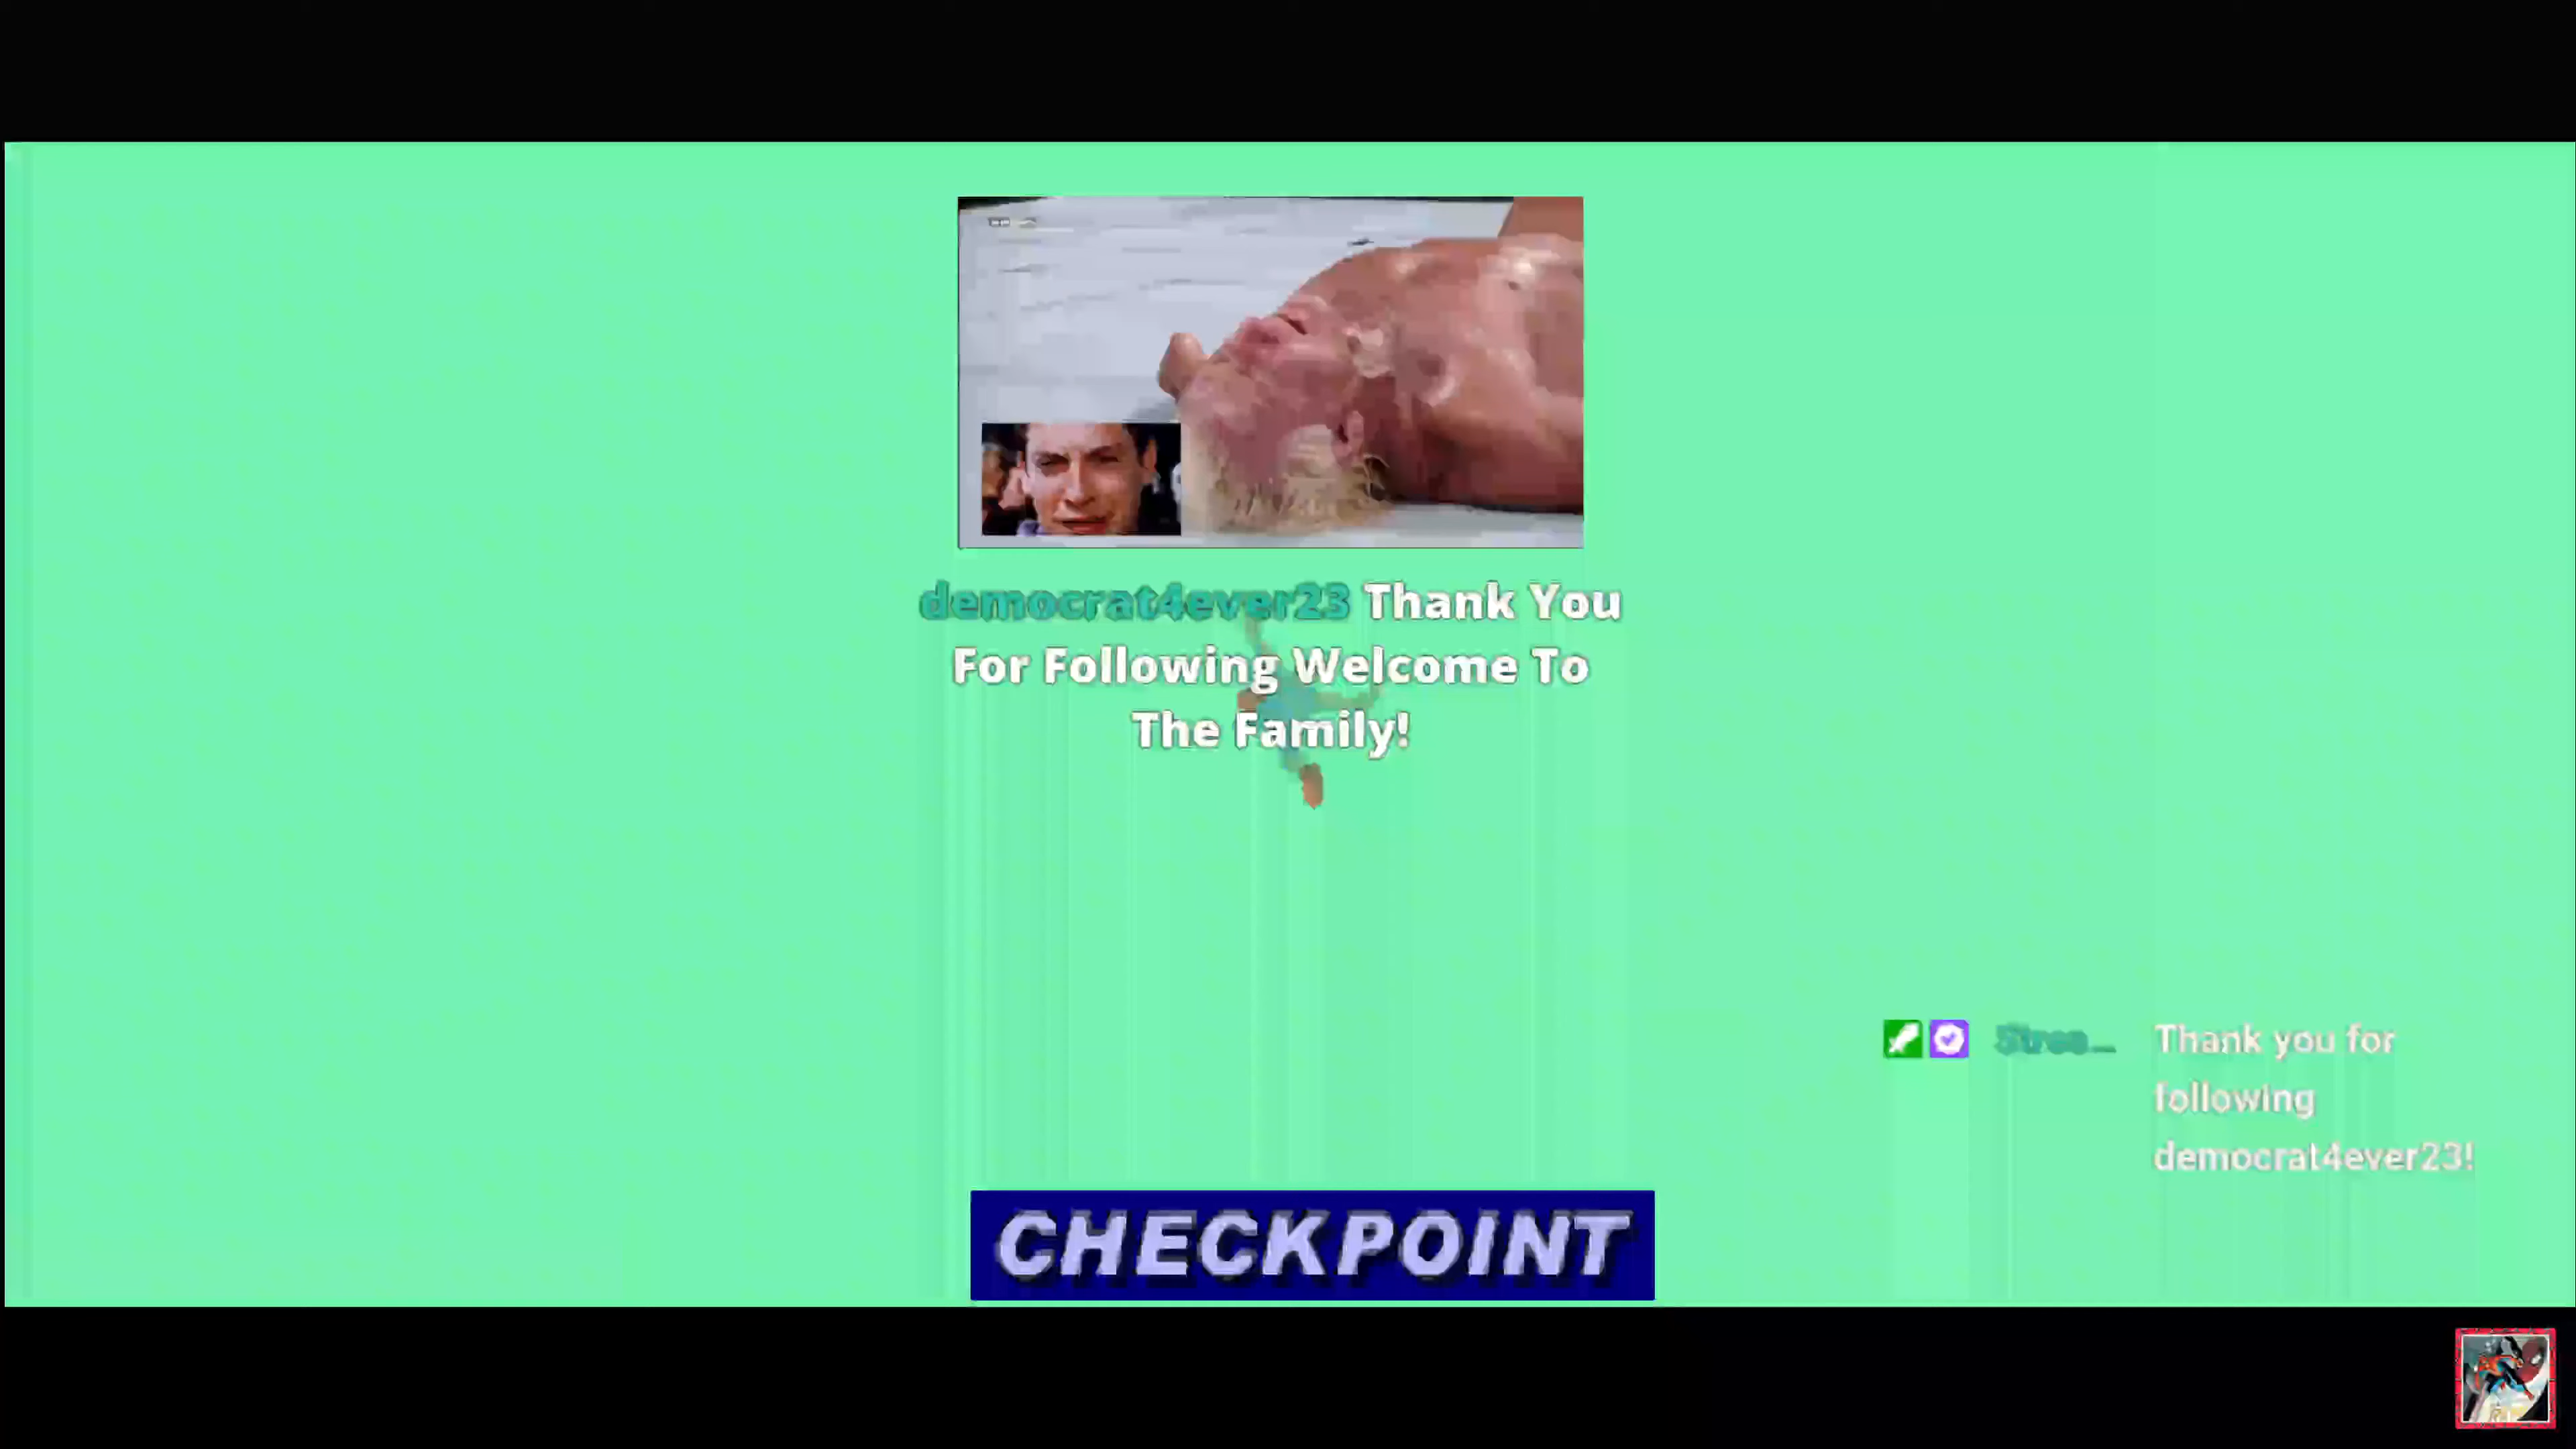 democrat4ever23 Thank You
For Following Welcome To
The Family!
Thank you for
following
democrat4ever23!
CHECKPOINT